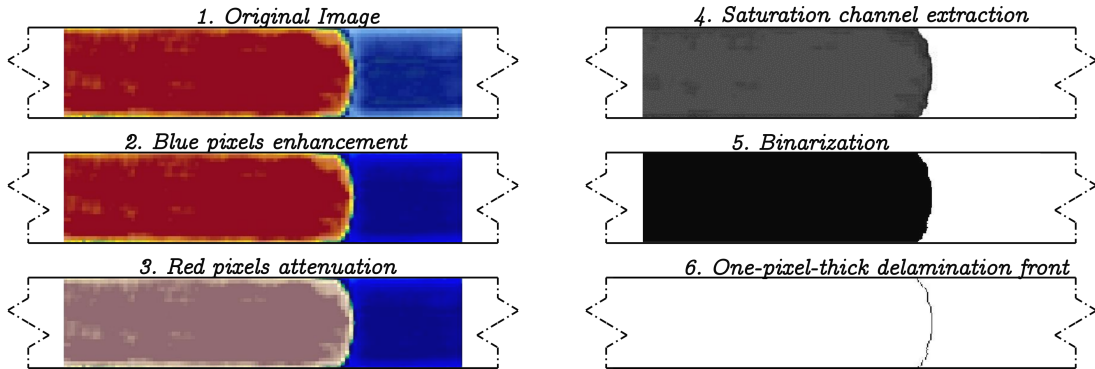 1. Original Image
2. Blue pixels enhancement
3. Red pixels attenuation
4. Saturation channel extraction
5. Binarization
6. One-pixel-thick delamination front